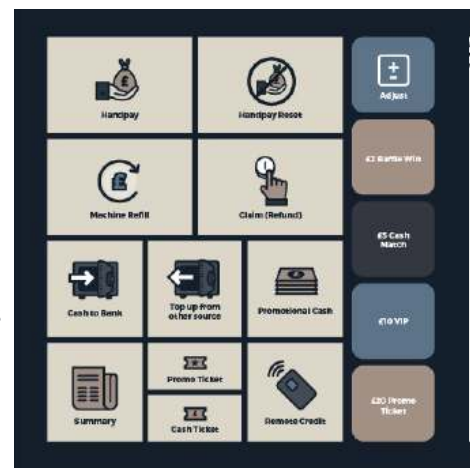 Handpay
Handpay Reset
Adjust
Machine Refill
Claim (Refund)
£2 Raffle Win
Cash to Bank
Top up from
other source
Promotional Cash
£5 Cash
Match
£10 VIP
Summary
Promo Ticket
Cash Ticket
Remote Credit
£20 Promo
Ticket